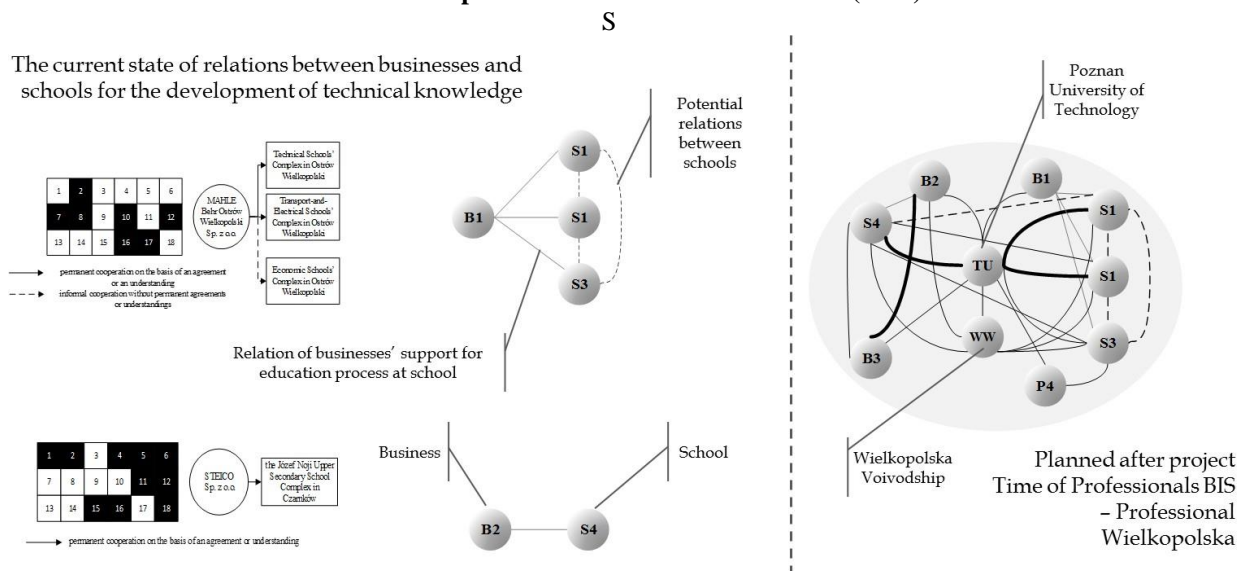 S
The current state of relations between businesses and
schools for the development of technical knowledge
1 2 3 4 5 6
7 8 9 10 11 12
13 14 15 16 17 18
MAHLE
Behr Ostrów
Wielkopolski
Sp. z o.o.
Technical Schools'
Complex in Ostrów
Wielkopolski
Transport-and-
Electrical Schools'
Complex in Ostrów
Wielkopolski
Economic Schools'
Complex in Ostrów
Wielkopolski
permanent cooperation on the basis of an agreement
or an understanding
informal cooperation without permanent agreements
or understandings
B1
S1
S1
S3
Potential
relations
between
schools
Relation of businesses' support for
education process at school
1 2 3 4 5 6
7 8 9 10 11 12
13 14 15 16 17 18
STEICO
Sp. z o.o.
the Józef Noji Upper
Secondary School
Complex in
Czarnków
permanent cooperation on the basis of an agreement or understanding
Business
School
B2
S4
Poznan
University of
Technology
B2
B1
S4
S1
TU
S1
WW
S3
B3
P4
Wielkopolska
Voivodship
Planned after project
Time of Professionals BIS
– Professional
Wielkopolska